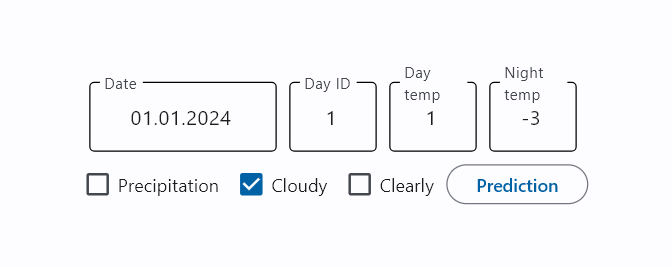 Date
01.01.2024
Day ID
1
Day
temp
1
Night
temp
-3
Precipitation
Cloudy
Clearly
Prediction